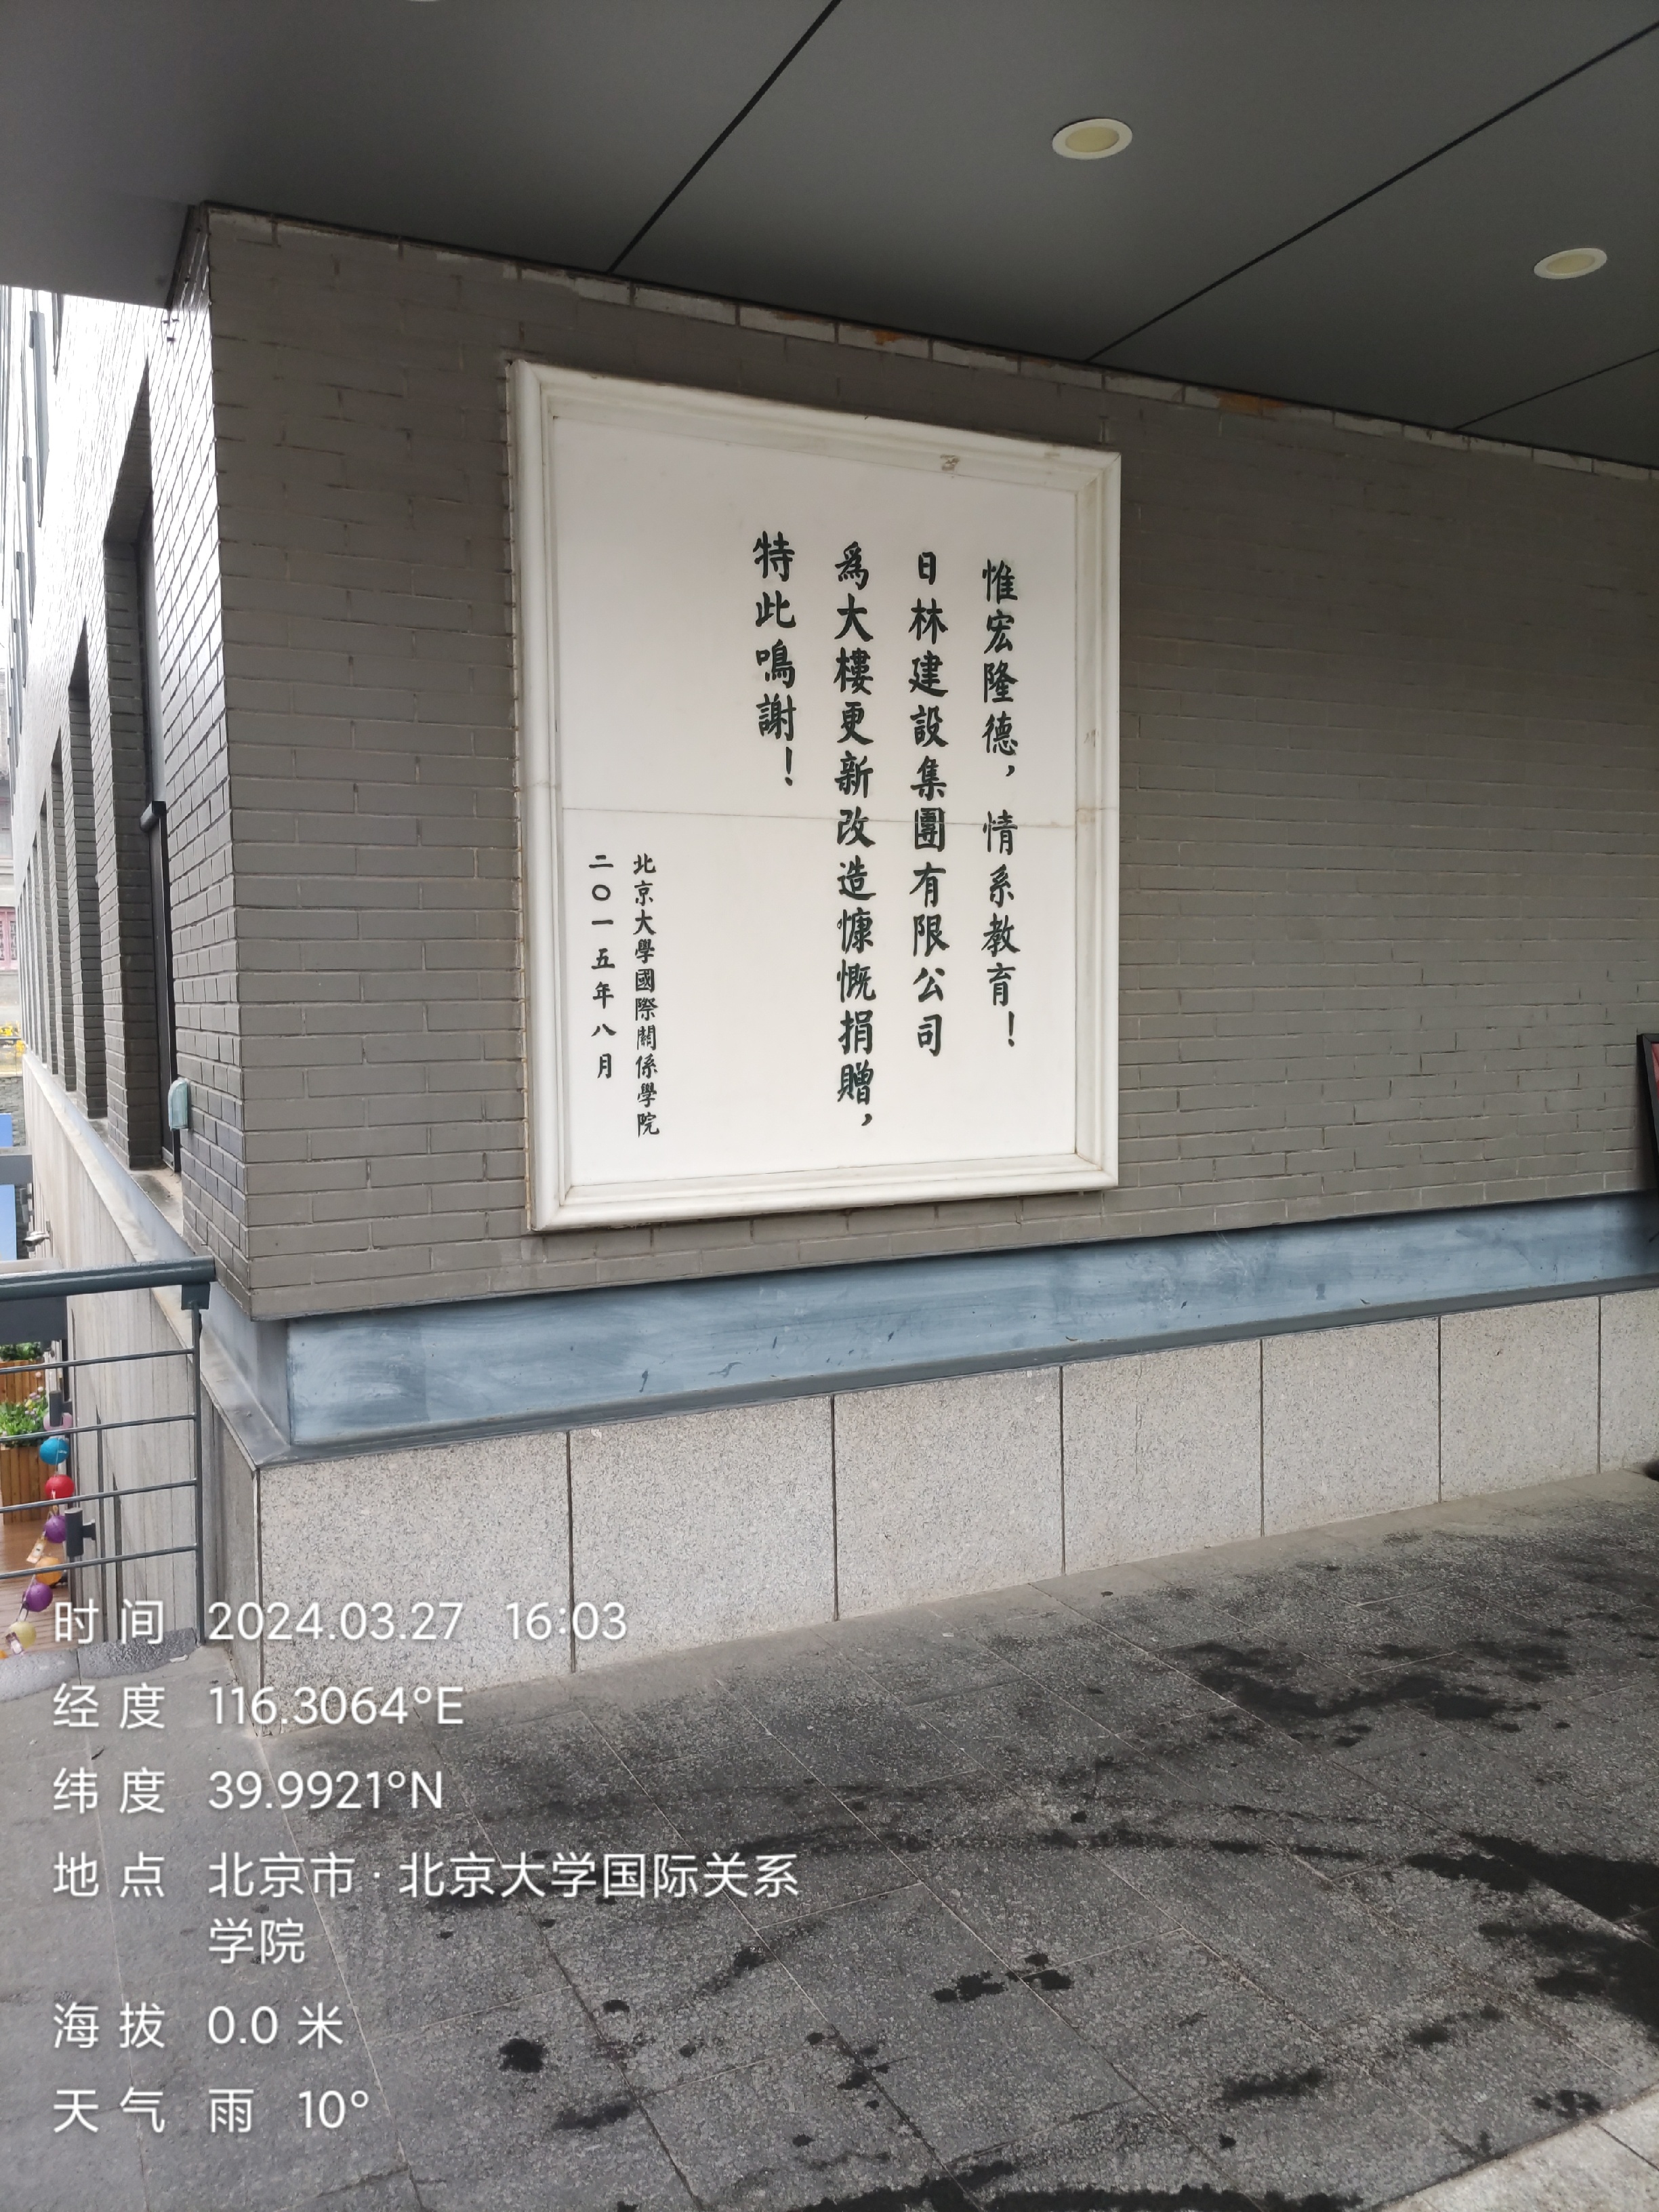 惟宏隆德，情系教育！
日林建設集團有限公司
爲大樓更新改造慷慨捐贈，
特此鳴謝！
北京大學國際關係學院
二〇一五年八月
时间 2024.03.27 16:03
经度 116.3064°E
纬度 39.9921°N
地点 北京市·北京大学国际关系
学院
海拔 0.0 米
天气 雨 10°